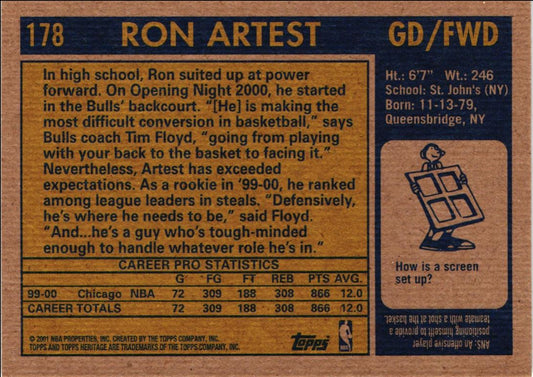 178 RON ARTEST GD/FWD
In high school, Ron suited up at power
forward. On Opening Night 2000, he started
in the Bulls' backcourt. "[He] is making the
most difficult conversion in basketball," says
Bulls coach Tim Floyd, "going from playing
with your back to the basket to facing it."
Nevertheless, Artest has exceeded
expectations. As a rookie in '99-00, he ranked
among league leaders in steals. "Defensively,
he's where he needs to be," said Floyd.
"And...he's a guy who's tough-minded
enough to handle whatever role he's in."
CAREER PRO STATISTICS
G FG FT REB PTS AVG.
99-00 Chicago NBA 72 309 188 308 866 12.0
CAREER TOTALS 72 309 188 308 866 12.0
© 2001 NBA PROPERTIES, INC. CREATED BY THE TOPPS COMPANY, INC.
TOPPS AND TOPPS HERITAGE ARE TRADEMARKS OF THE TOPPS COMPANY, INC.
Topps
NBA
Ht.: 6'7" Wt.: 246
School: St. John's (NY)
Born: 11-13-79,
Queensbridge, NY
How is a screen
set up?
ANS: An offensive player
positioning himself to provide a
teammate with a shot at the
basket.